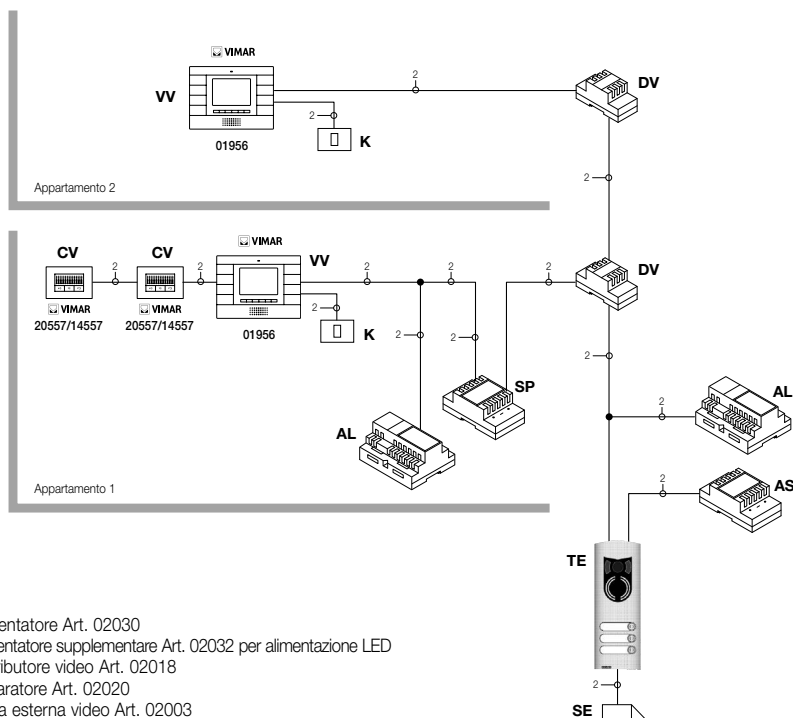 VIMAR
VV
01956
2
2
K
DV
2
Appartamento 2
CV
2
CV
2
VIMAR
VV
2
2
2
DV
VIMAR
20557/14557
VIMAR
20557/14557
01956
2
K
2
2
2
SP
AL
2
AL
2
AS
Appartamento 1
TE
entatore Art. 02030
entatore supplementare Art. 02032 per alimentazione LED
ributore video Art. 02018
aratore Art. 02020
a esterna video Art. 02003
2
SE